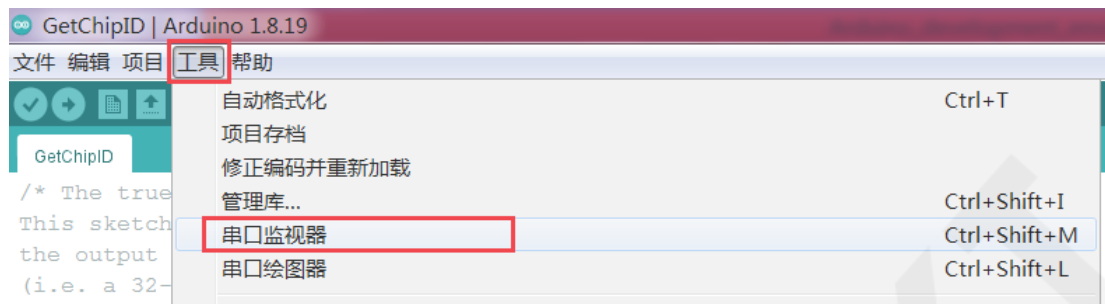 GetChipID | Arduino 1.8.19
文件 编辑 项目 工具 帮助
自动格式化 Ctrl+T
项目存档
GetChipID
修正编码并重新加载
/* The true
管理库... Ctrl+Shift+I
This sketch
串口监视器 Ctrl+Shift+M
the output
串口绘图器 Ctrl+Shift+L
(i.e. a 32-